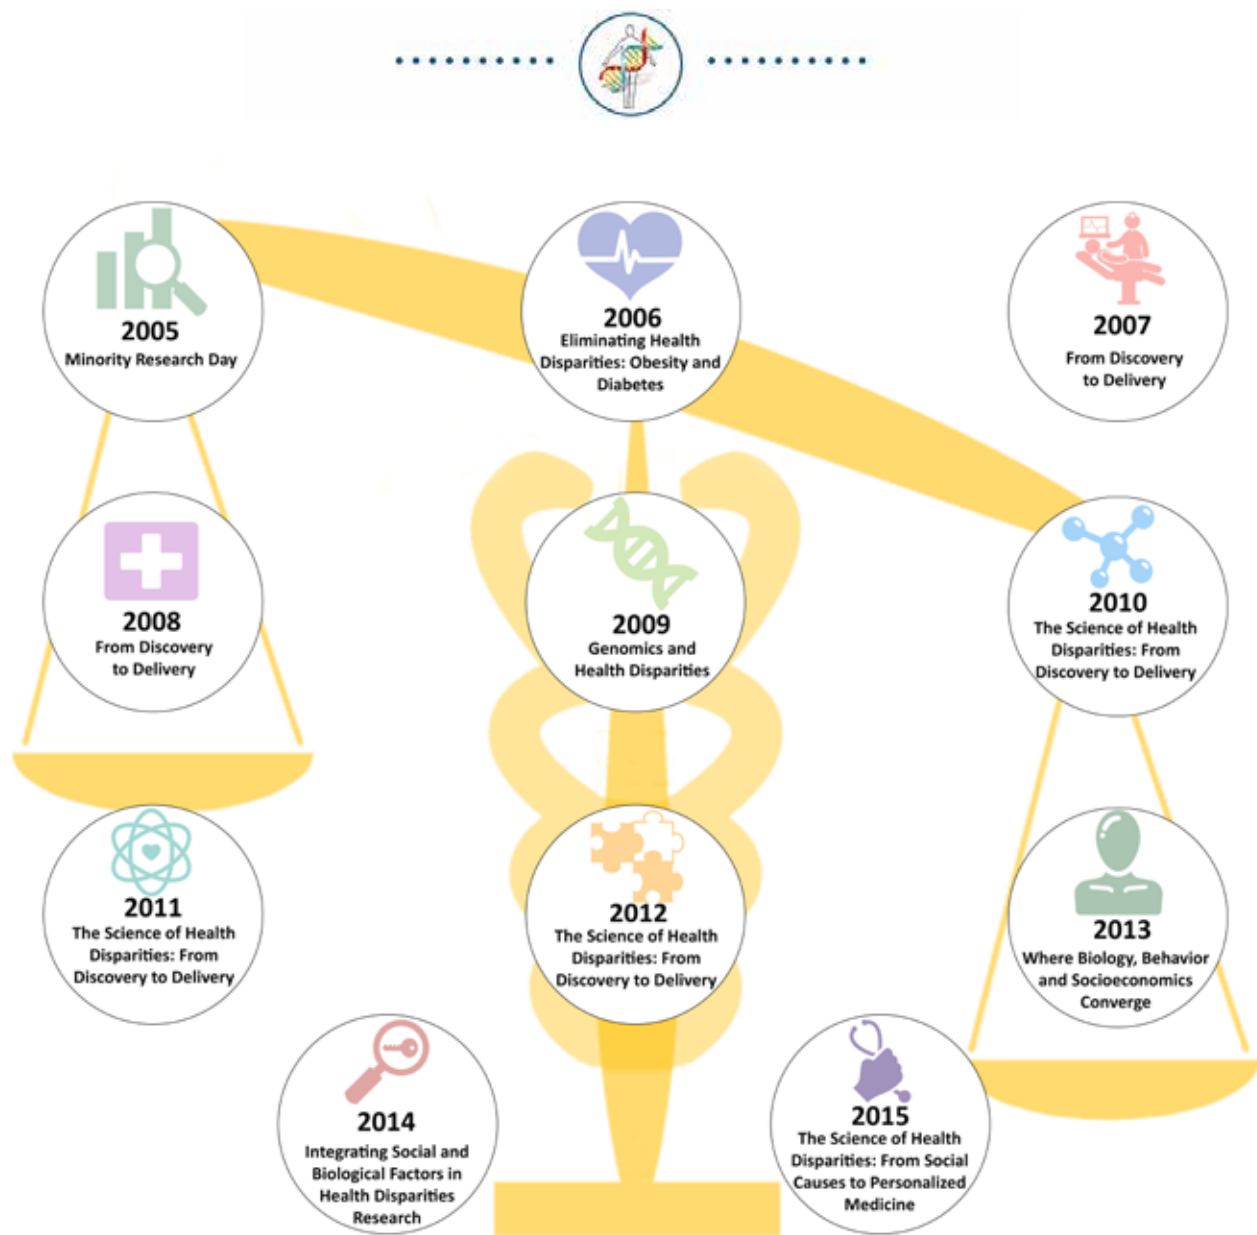 2005
Minority Research Day
2006
Eliminating Health
Disparities: Obesity and
Diabetes
2007
From Discovery
to Delivery
2008
From Discovery
to Delivery
2009
Genomics and
Health Disparities
2010
The Science of Health
Disparities: From
Discovery to Delivery
2011
The Science of Health
Disparities: From
Discovery to Delivery
2012
The Science of Health
Disparities: From
Discovery to Delivery
2013
Where Biology, Behavior
and Socioeconomics
Converge
2014
Integrating Social and
Biological Factors in
Health Disparities
Research
2015
The Science of Health
Disparities: From Social
Causes to Personalized
Medicine